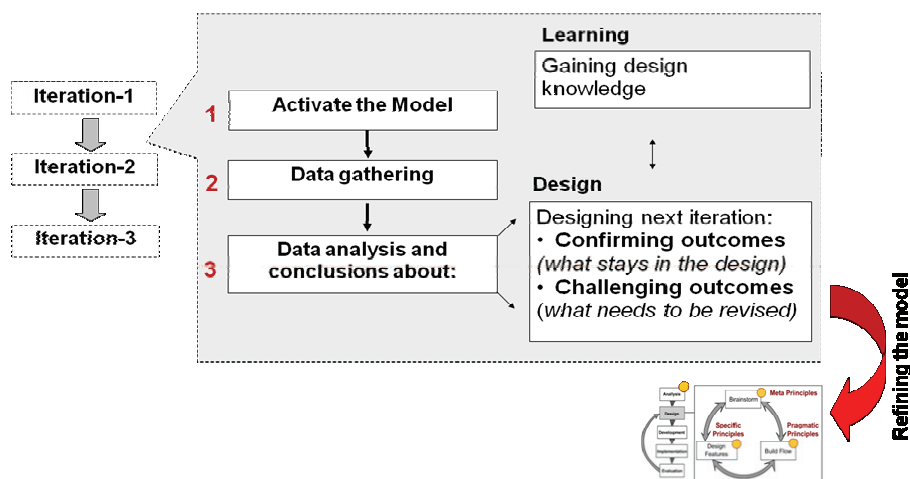 Iteration-1
Iteration-2
Iteration-3
1
Activate the Model
2
Data gathering
3
Data analysis and
conclusions about:
Learning
Gaining design
knowledge
Design
Designing next iteration:
• Confirming outcomes
(what stays in the design)
• Challenging outcomes
(what needs to be revised)
Refining the model
Analysis
Design
Development
Implementation
Evaluation
Brainstorm
Meta Principles
Specific
Principles
Pragmatic
Principles
Design
Features
Build Flow